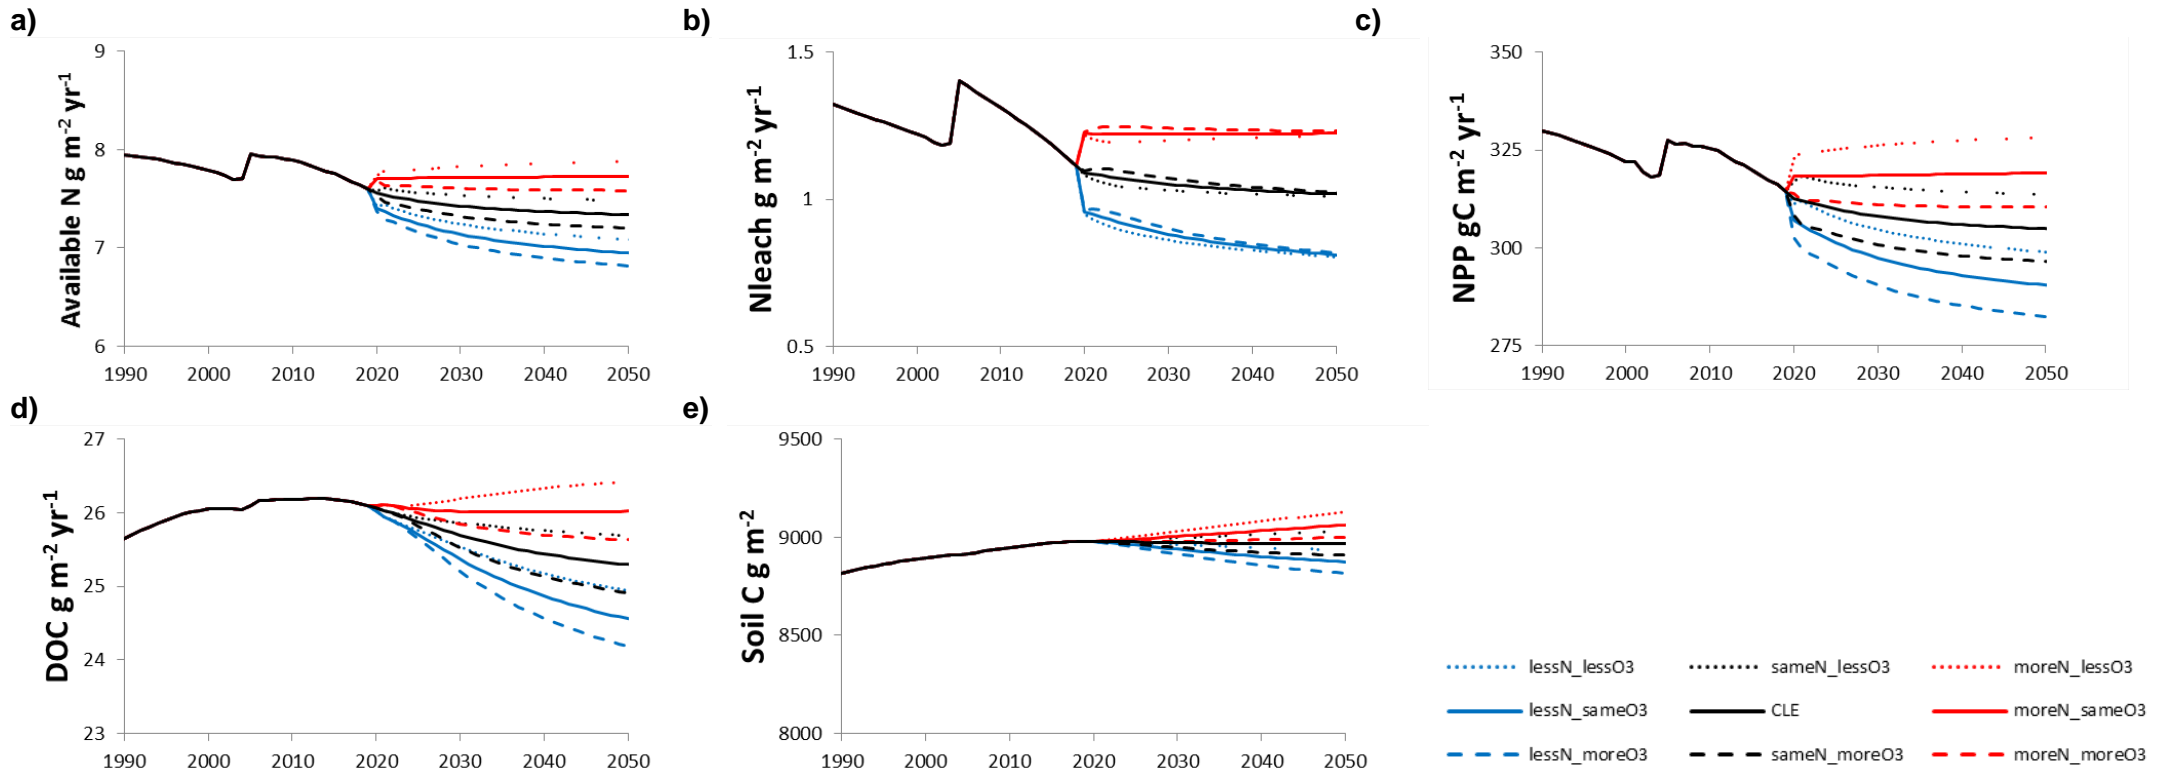 a)
Available N g m-2 yr-1
9
8
7
6
1990 2000 2010 2020 2030 2040 2050
b)
Nleach g m-2 yr-1
1.5
1
0.5
1990 2000 2010 2020 2030 2040 2050
c)
NPP gC m-2 yr-1
350
325
300
275
1990 2000 2010 2020 2030 2040 2050
d)
DOC g m-2 yr-1
27
26
25
24
23
1990 2000 2010 2020 2030 2040 2050
e)
Soil C g m-2
9500
9000
8500
8000
1990 2000 2010 2020 2030 2040 2050
lessN_lessO3 sameN_lessO3 moreN_lessO3
lessN_sameO3 CLE moreN_sameO3
lessN_moreO3 sameN_moreO3 moreN_moreO3